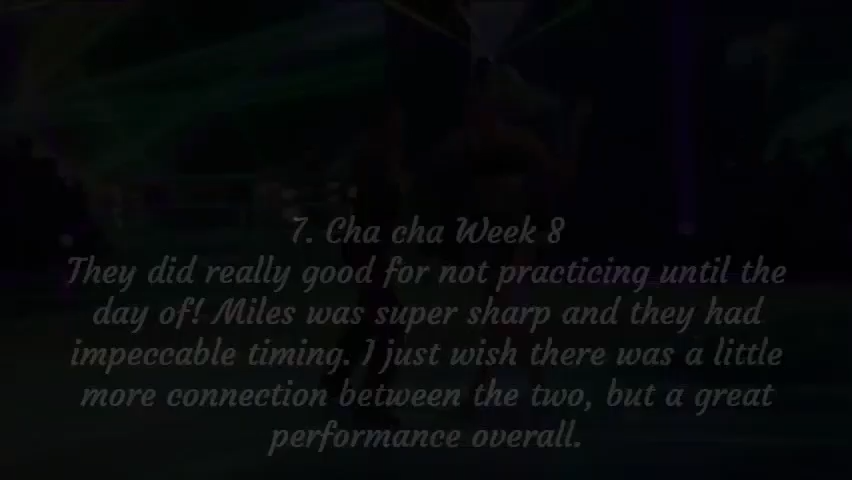 7. Cha cha Week 8
They did really good for not practicing until the
day of! Miles was super sharp and they had
impeccable timing. I just wish there was a little
more connection between the two, but a great
performance overall.